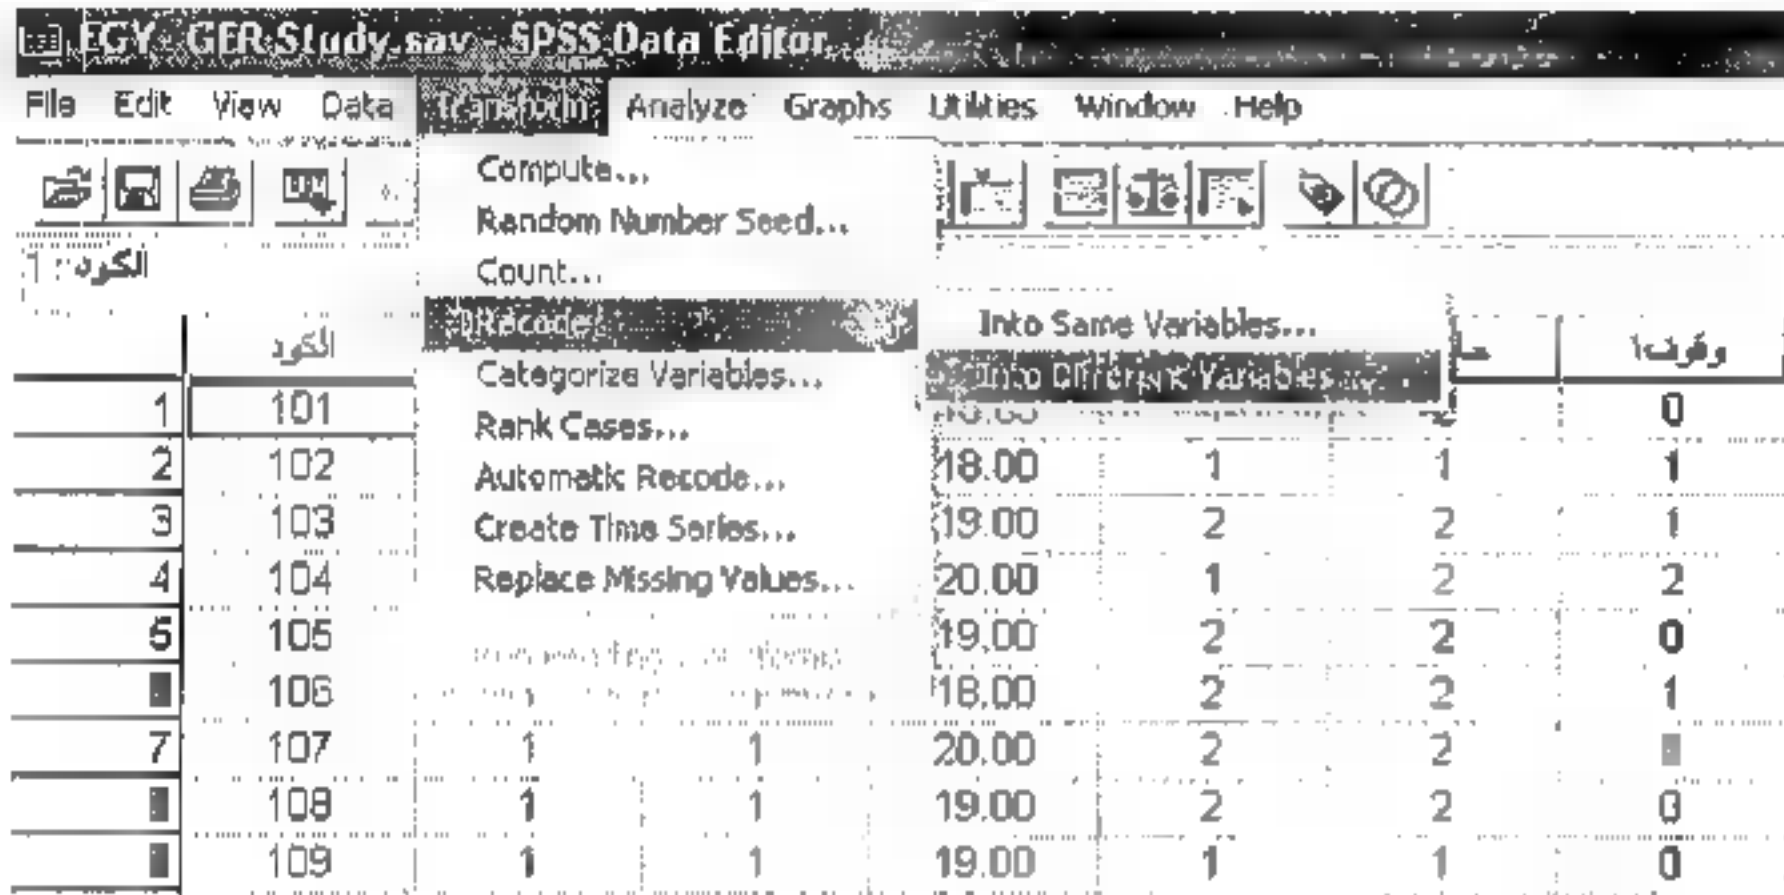 EGY - GER Study.sav - SPSS Data Editor
File Edit View Data Transform Analyze Graphs Utilities Window Help
Compute...
Random Number Seed...
Count...
1 : الكود
Recode
Into Same Variables...
Into Different Variables...
Categorize Variables...
Rank Cases...
Automatic Recode...
Create Time Series...
Replace Missing Values...
الكود وقوف١
1 101 0
2 102 18.00 1 1 1
3 103 19.00 2 2 1
4 104 20.00 1 2 2
5 105 19.00 2 2 0
106 1 1 18.00 2 2 1
7 107 1 1 20.00 2 2
108 1 1 19.00 2 2 0
109 1 1 19.00 1 1 0